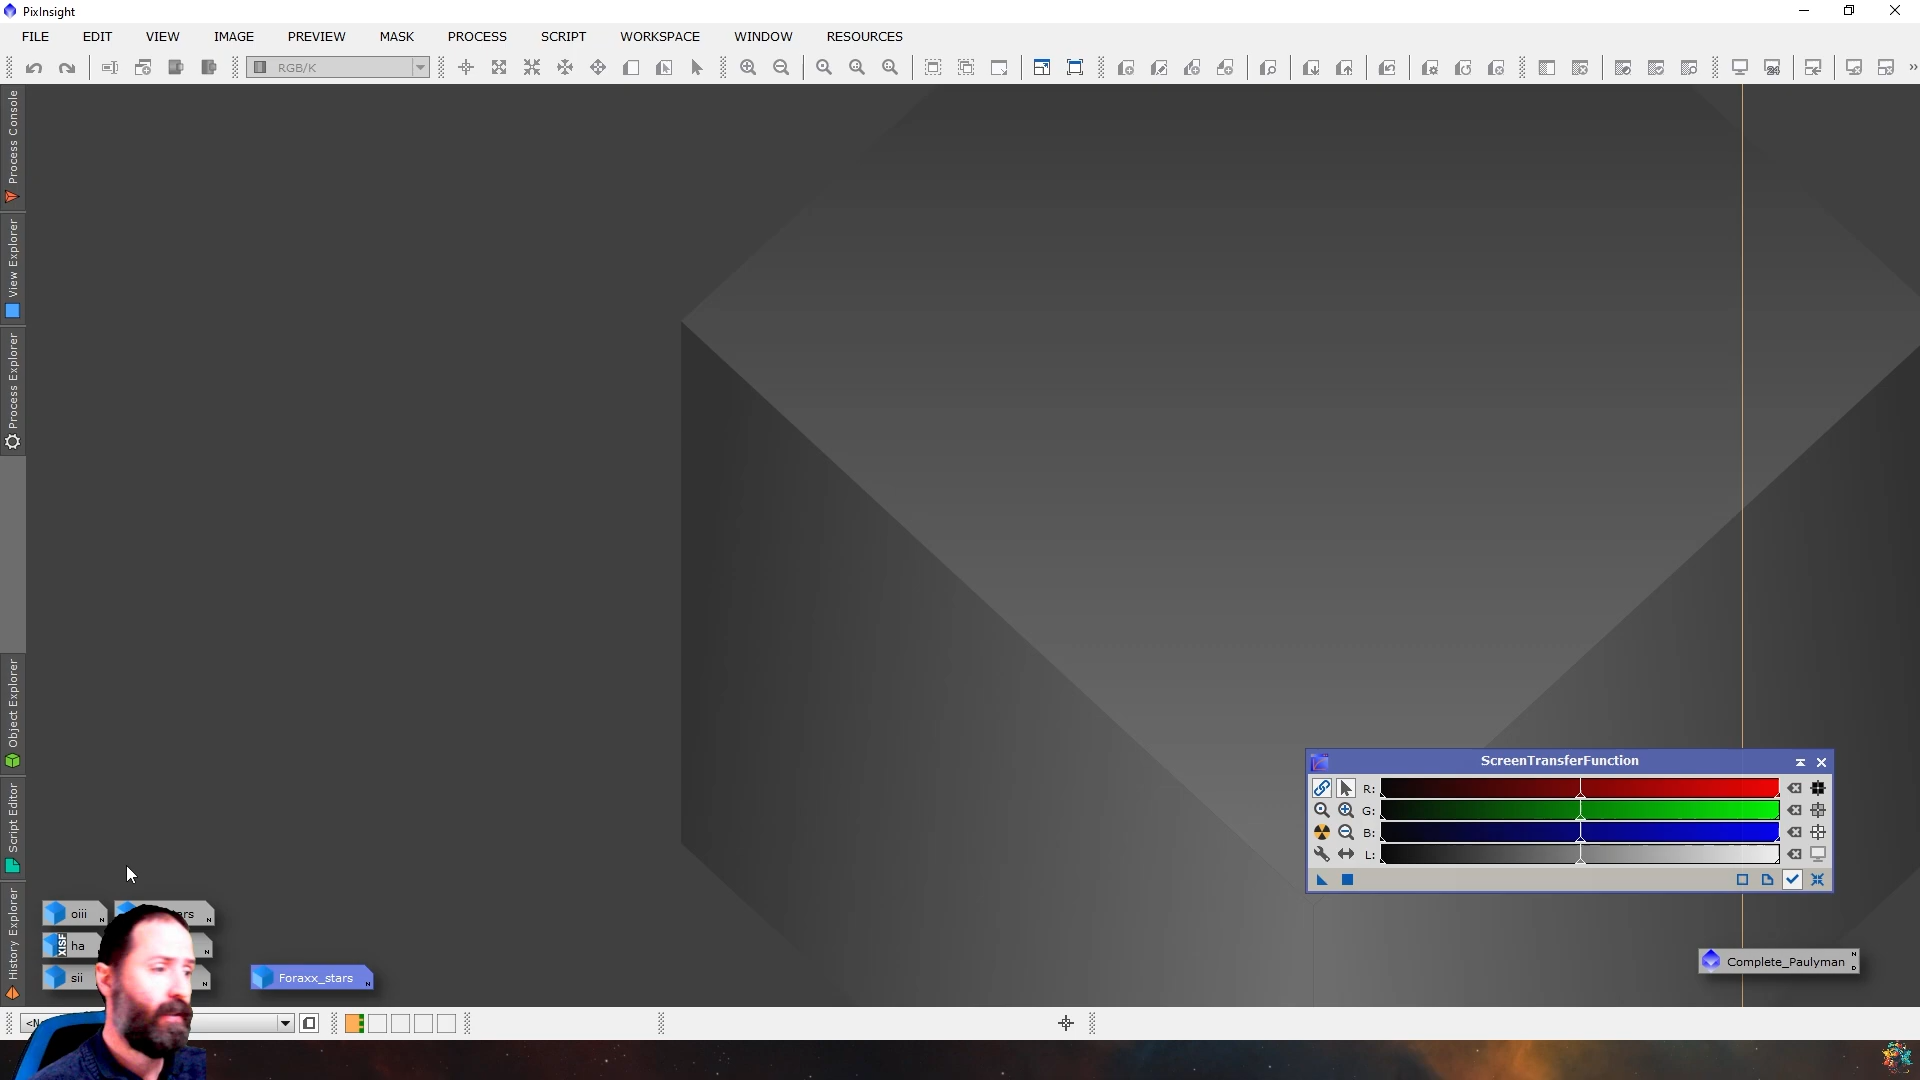 PixInsight
FILE EDIT VIEW IMAGE PREVIEW MASK PROCESS SCRIPT WORKSPACE WINDOW RESOURCES
RGB/K
Process Console
View Explorer
Process Explorer
Object Explorer
Script Editor
History Explorer
ScreenTransferFunction
R:
G:
B:
L:
oiii
N
N
XISF
ha
N
sii
N
Foraxx_stars
N
Complete_Paulyman
N
D